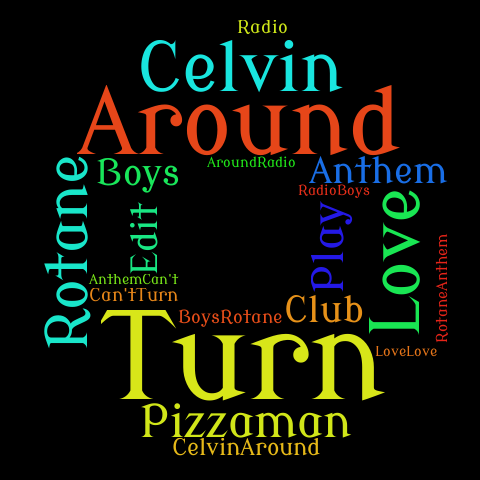 Radio
Celvin
Around
AroundRadio
Boys
Anthem
RadioBoys
Rotane
Edit
Play
Love
RotaneAnthem
AnthemCan't
Can'tTurn
BoysRotane
Club
Turn
LoveLove
Pizzaman
CelvinAround